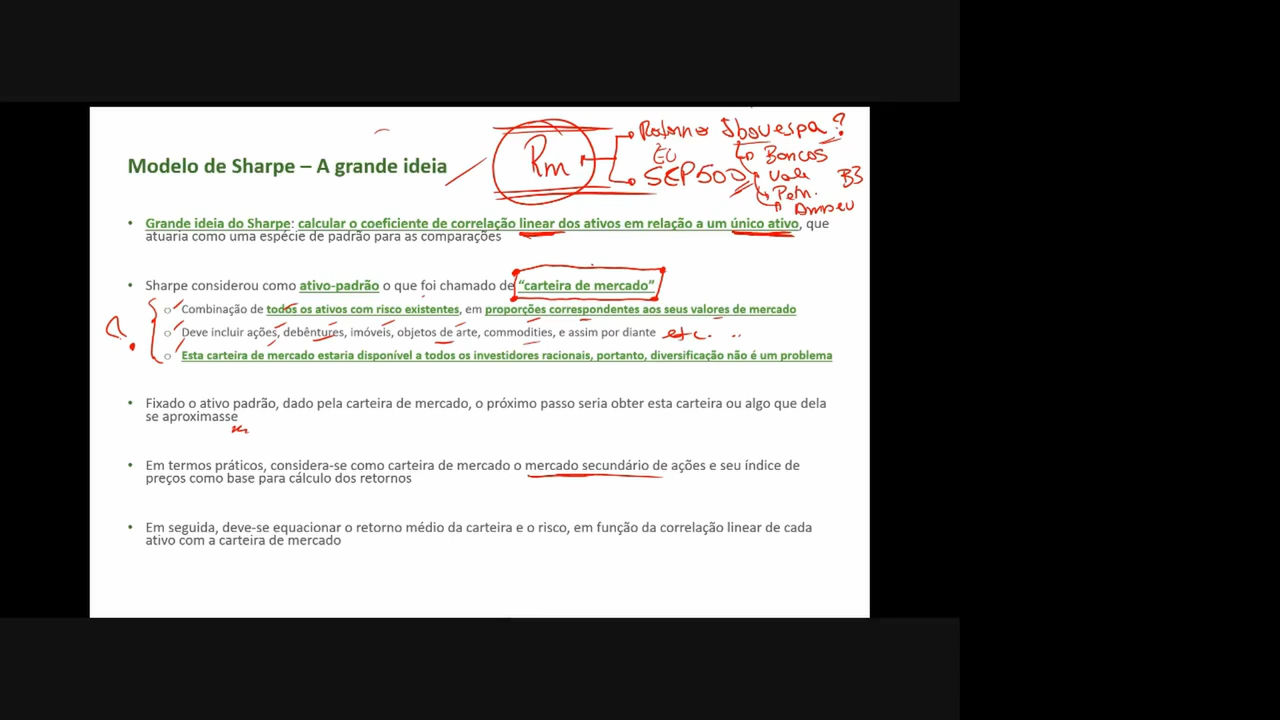 Rm
Retorno Ibovespa?
EU
Bancos
S&P500
Vale
B3
Petr.
Ambev
Modelo de Sharpe – A grande ideia
• Grande ideia do Sharpe: calcular o coeficiente de correlação linear dos ativos em relação a um único ativo, que
atuaria como uma espécie de padrão para as comparações
• Sharpe considerou como ativo-padrão o que foi chamado de “carteira de mercado”
o Combinação de todos os ativos com risco existentes, em proporções correspondentes aos seus valores de mercado
o Deve incluir ações, debêntures, imóveis, objetos de arte, commodities, e assim por diante etc. ..
o Esta carteira de mercado estaria disponível a todos os investidores racionais, portanto, diversificação não é um problema
?
• Fixado o ativo padrão, dado pela carteira de mercado, o próximo passo seria obter esta carteira ou algo que dela
se aproximasse
• Em termos práticos, considera-se como carteira de mercado o mercado secundário de ações e seu índice de
preços como base para cálculo dos retornos
• Em seguida, deve-se equacionar o retorno médio da carteira e o risco, em função da correlação linear de cada
ativo com a carteira de mercado